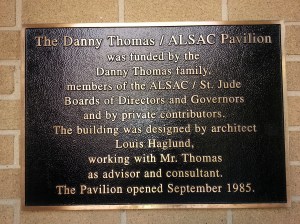 The Danny Thomas / ALSAC Pavilion
was funded by the
Danny Thomas family,
members of the ALSAC / St. Jude
Boards of Directors and Governors
and by private contributors.
The building was designed by architect
Louis Haglund,
working with Mr. Thomas
as advisor and consultant.
The Pavilion opened September 1985.